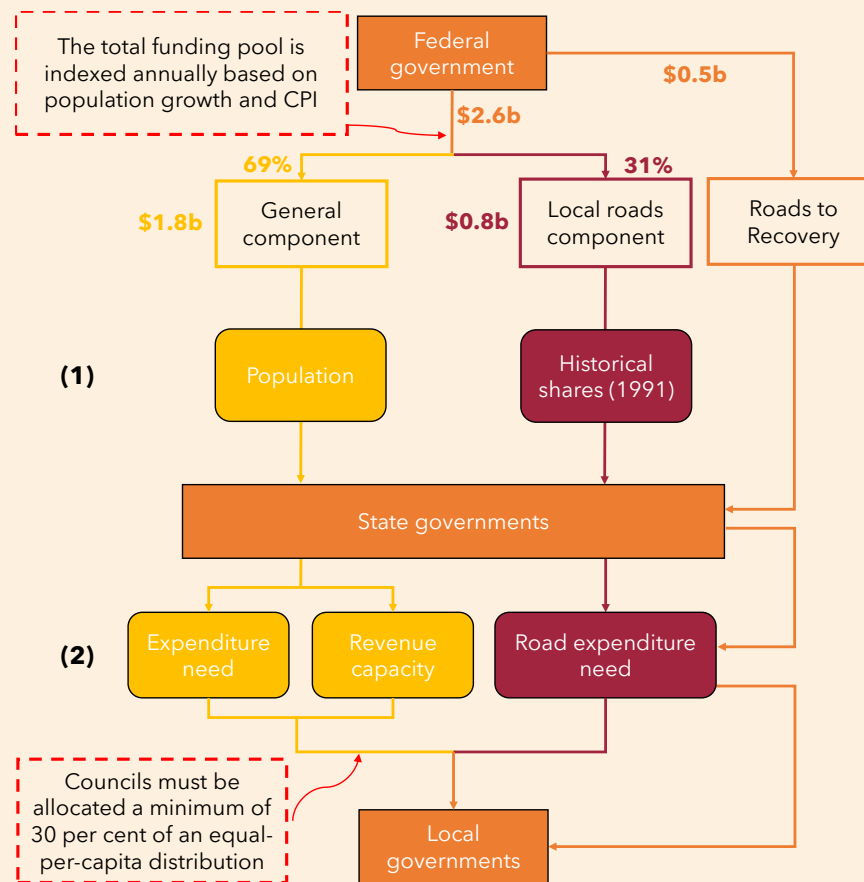 The total funding pool is
indexed annually based on
population growth and CPI
Federal
government
$0.5b
$2.6b
69%
31%
$1.8b
General
component
$0.8b
Local roads
component
Roads to
Recovery
(1)
Population
Historical
shares (1991)
State governments
(2)
Expenditure
need
Revenue
capacity
Road expenditure
need
Councils must be
allocated a minimum of
30 per cent of an equal-
per-capita distribution
Local
governments